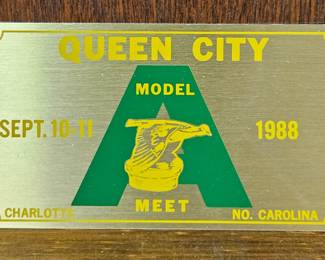 QUEEN CITY
MODEL
A
SEPT. 10-11 1988
MEET
CHARLOTTE NO. CAROLINA